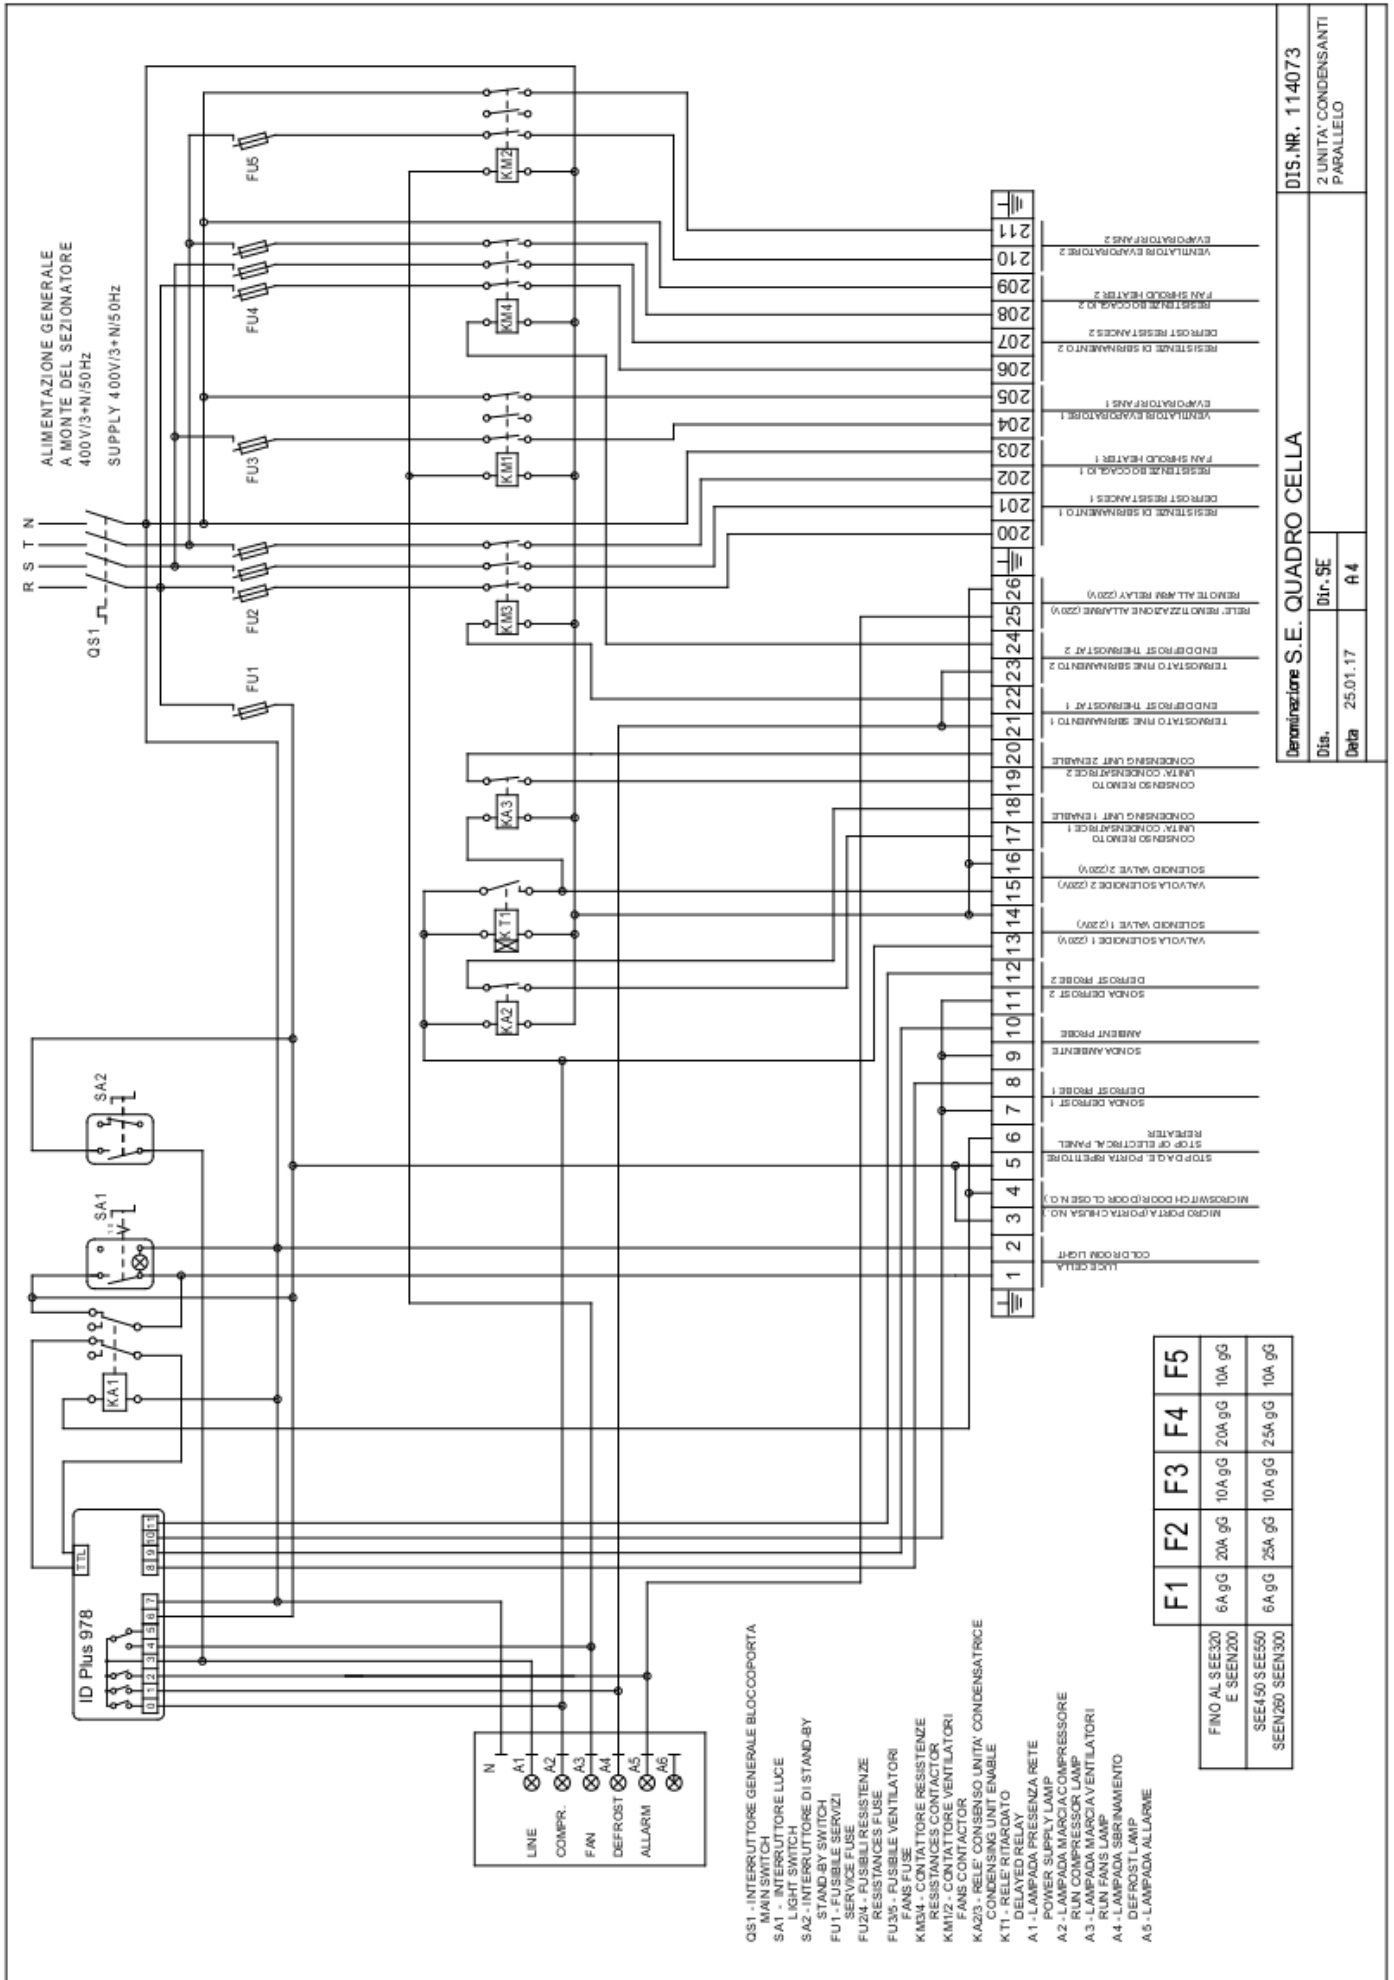 ALIMENTAZIONE GENERALE
A MONTE DEL SEZIONATORE
400V/3+N/50Hz
SUPPLY 400V/3+N/50Hz
R S T N
QS1
FU1
FU2
FU3
FU4
FU5
KM3
KM1
KM4
KM2
KA2
KT1
KA3
SA2
SA1
KA1
ID Plus 978
TTL
0 1 2 3 4 5 6 7
8 9 10 11
N
A1
A2
A3
A4
A5
A6
LINE
COMPR.
FAN
DEFROST
ALLARM
1 2 3 4 5 6 7 8 9 10 11 12 13 14 15 16 17 18 19 20 21 22 23 24 25 26
200 201 202 203 204 205 206 207 208 209 210 211
LUCE CELLA
COLD ROOM LIGHT
MICRO PORTA (PORTA CHIUSA N.O.)
MICROSWITCH DOOR (DOOR CLOSE N.O.)
STOP DA Q.E. PORTA RIPETITORE
STOP OF ELECTRICAL PANEL
REPEATER
SONDA DEFROST 1
DEFROST PROBE 1
SONDA AMBIENTE
AMBIENT PROBE
SONDA DEFROST 2
DEFROST PROBE 2
VALVOLA SOLENOIDE 1 (220V)
SOLENOID VALVE 1 (220V)
VALVOLA SOLENOIDE 2 (220V)
SOLENOID VALVE 2 (220V)
CONSENSO REMOTO
UNITA' CONDENSATRICE 1
CONDENSING UNIT 1 ENABLE
CONSENSO REMOTO
UNITA' CONDENSATRICE 2
CONDENSING UNIT 2 ENABLE
TERMOSTATO FINE SBRINAMENTO 1
END DEFROST THERMOSTAT 1
TERMOSTATO FINE SBRINAMENTO 2
END DEFROST THERMOSTAT 2
RELE' REMOTIZZAZIONE ALLARME (220V)
REMOTE ALLARM RELAY (220V)
RESISTENZE DI SBRINAMENTO 1
DEFROST RESISTANCES 1
RESISTENZE BOCCAGLIO 1
FAN SHROUD HEATER 1
VENTILATORI EVAPORATORE 1
EVAPORATOR FANS 1
RESISTENZE DI SBRINAMENTO 2
DEFROST RESISTANCES 2
RESISTENZE BOCCAGLIO 2
FAN SHROUD HEATER 2
VENTILATORI EVAPORATORE 2
EVAPORATOR FANS 2
QS1 - INTERRUTTORE GENERALE BLOCCOPORTA
MAIN SWITCH
SA1 - INTERRUTTORE LUCE
LIGHT SWITCH
SA2 - INTERRUTTORE DI STAND-BY
STAND-BY SWITCH
FU1 - FUSIBILE SERVIZI
SERVICE FUSE
FU2/4 - FUSIBILI RESISTENZE
RESISTANCES FUSE
FU3/5 - FUSIBILE VENTILATORI
FANS FUSE
KM3/4 - CONTATTORE RESISTENZE
RESISTANCES CONTACTOR
KM1/2 - CONTATTORE VENTILATORI
FANS CONTACTOR
KA2/3 - RELE' CONSENSO UNITA' CONDENSATRICE
CONDENSING UNIT ENABLE
KT1 - RELE' RITARDATO
DELAYED RELAY
A1 - LAMPADA PRESENZA RETE
POWER SUPPLY LAMP
A2 - LAMPADA MARCIA COMPRESSORE
RUN COMPRESSOR LAMP
A3 - LAMPADA MARCIA VENTILATORI
RUN FANS LAMP
A4 - LAMPADA SBRINAMENTO
DEFROST LAMP
A5 - LAMPADA ALLARME
F1 F2 F3 F4 F5
FINO AL SEE320
E SEEN200
6A gG 20A gG 10A gG 20A gG 10A gG
SEE450 SEE550
SEEN260 SEEN300
6A gG 25A gG 10A gG 25A gG 10A gG
Denominazione S.E. QUADRO CELLA
DIS.NR. 114073
Dis.
Dir. SE
2 UNITA' CONDENSANTI
PARALLELO
Data 25.01.17
A4